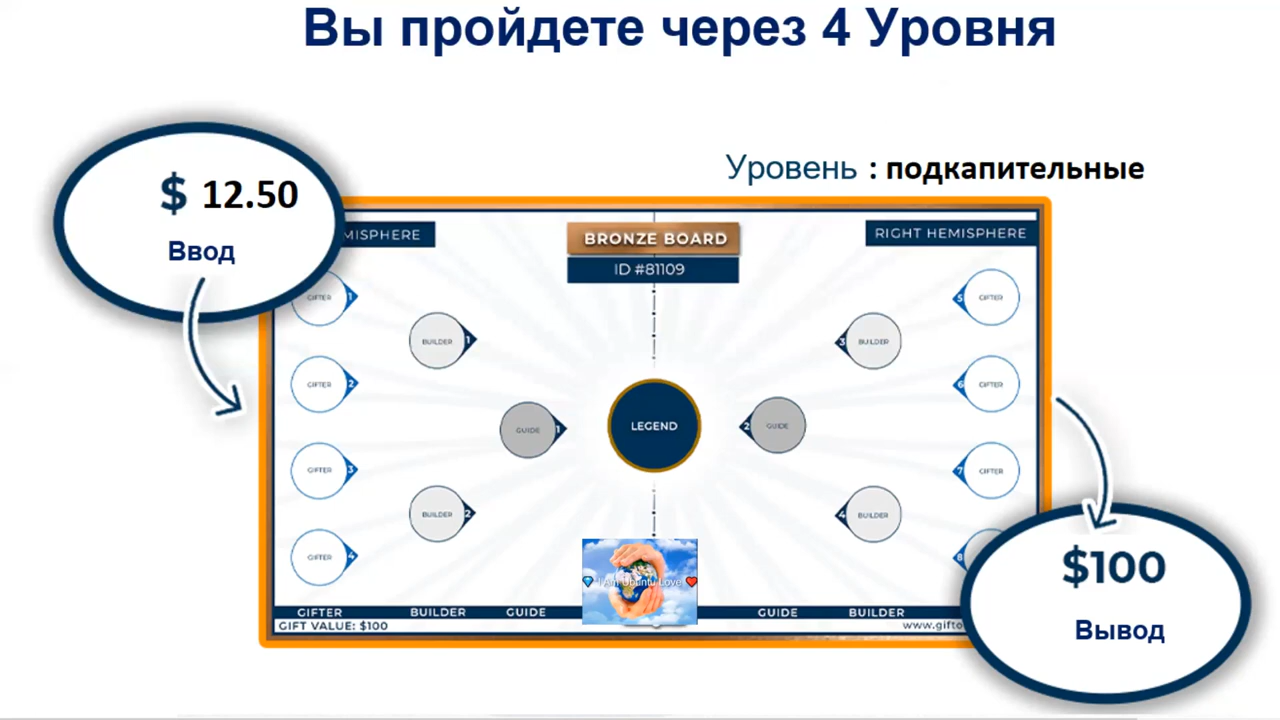 Вы пройдете через 4 Уровня
$ 12.50
Ввод
Уровень : подкапительные
MISPHERE
BRONZE BOARD
ID #81109
RIGHT HEMISPHERE
GIFTER 1
BUILDER 1
3 BUILDER
5 GIFTER
GIFTER 2
GUIDE 1
LEGEND
2 GUIDE
6 GIFTER
GIFTER 3
BUILDER 2
4 BUILDER
7 GIFTER
GIFTER 4
8
I Am Ubuntu Love
$100
Вывод
GIFTER BUILDER GUIDE GUIDE BUILDER
GIFT VALUE: $100
www.gifto